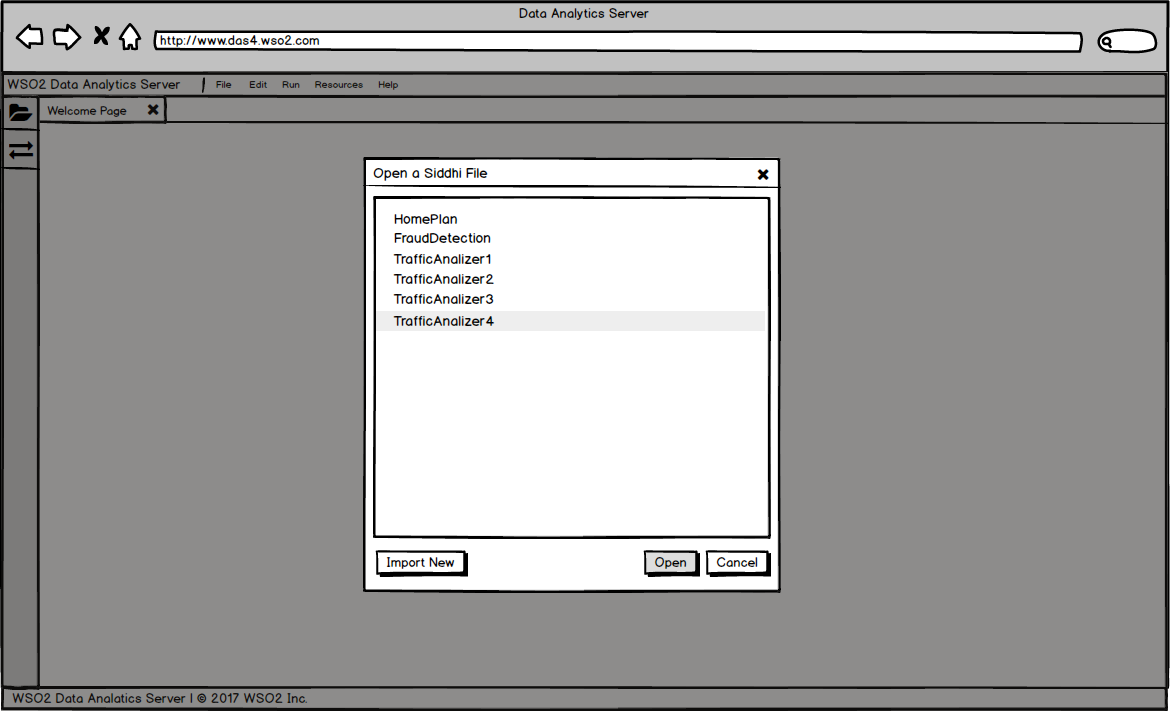 Data Analytics Server
http://www.das4.wso2.com
WSO2 Data Analytics Server | File Edit Run Resources Help
Welcome Page
Open a Siddhi File
HomePlan
FraudDetection
TrafficAnalizer1
TrafficAnalizer2
TrafficAnalizer3
TrafficAnalizer4
Import New Open Cancel
WSO2 Data Analatics Server | © 2017 WSO2 Inc.